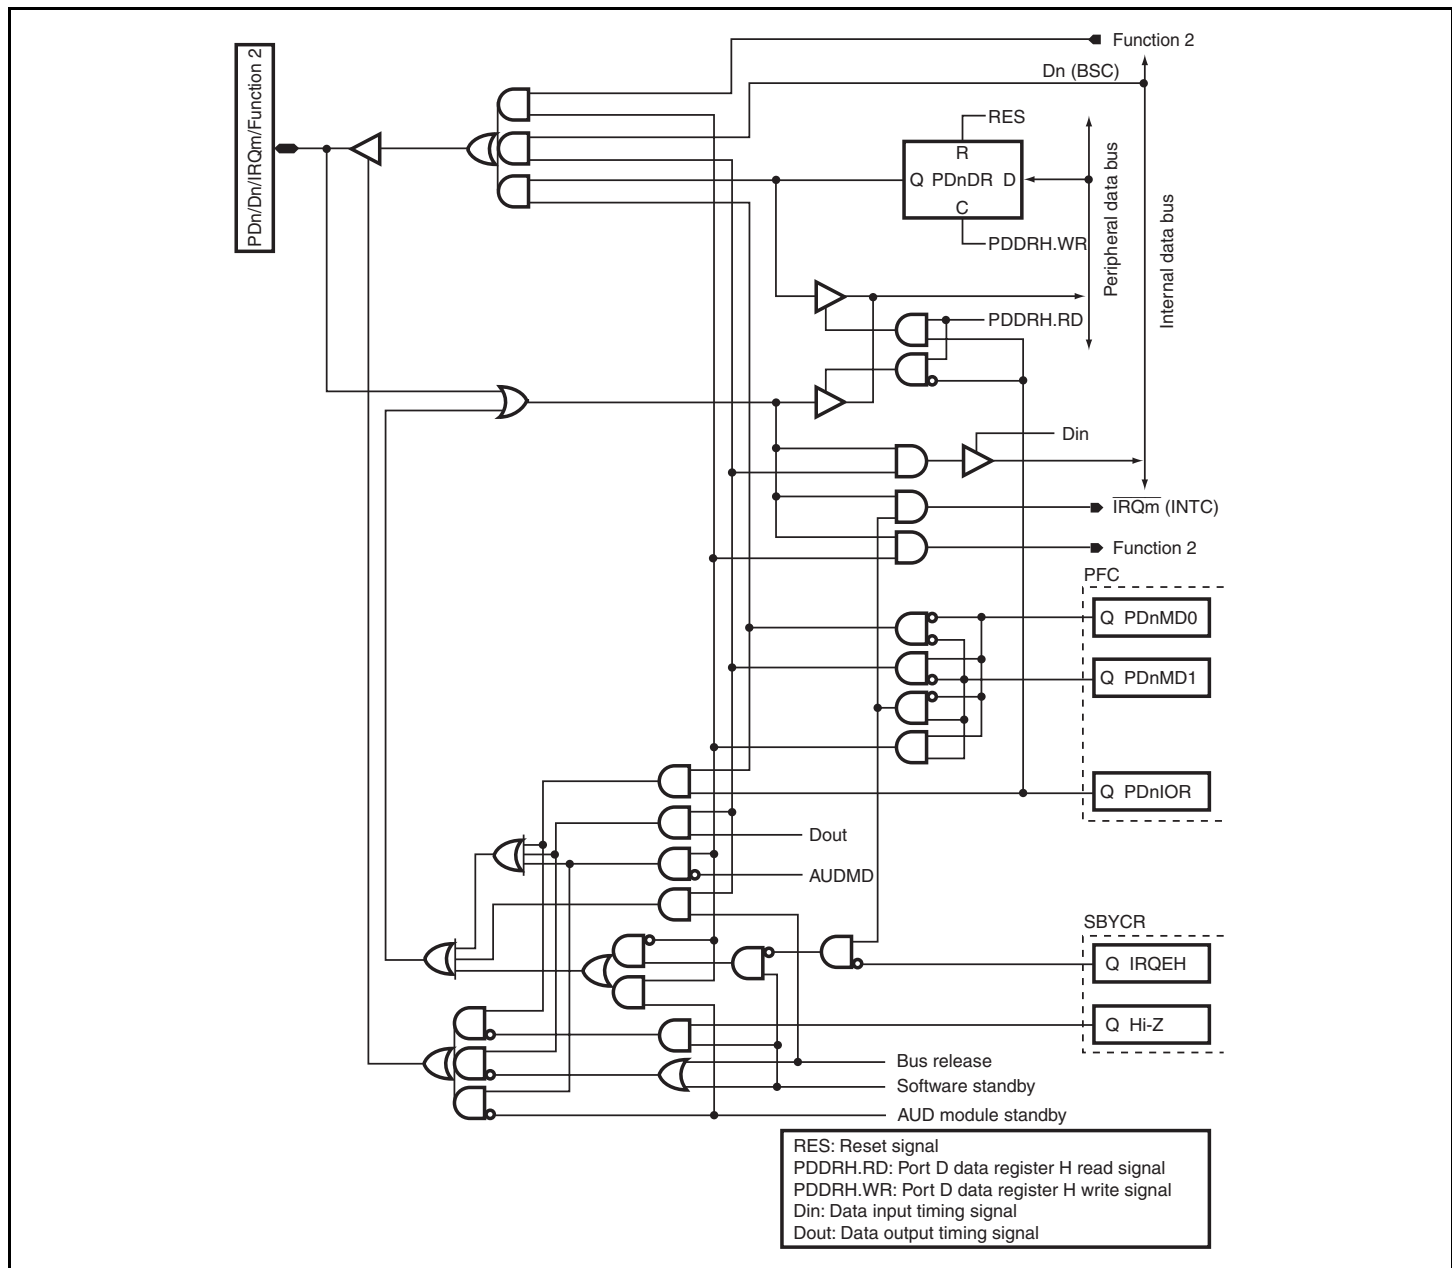 PDn/Dn/IRQm/Function 2
Function 2
Dn (BSC)
RES
R
Q PDnDR D
C
PDDRH.WR
Peripheral data bus
Internal data bus
PDDRH.RD
Din
IRQm (INTC)
Function 2
PFC
Q PDnMD0
Q PDnMD1
Q PDnIOR
Dout
AUDMD
SBYCR
Q IRQEH
Q Hi-Z
Bus release
Software standby
AUD module standby
RES: Reset signal
PDDRH.RD: Port D data register H read signal
PDDRH.WR: Port D data register H write signal
Din: Data input timing signal
Dout: Data output timing signal